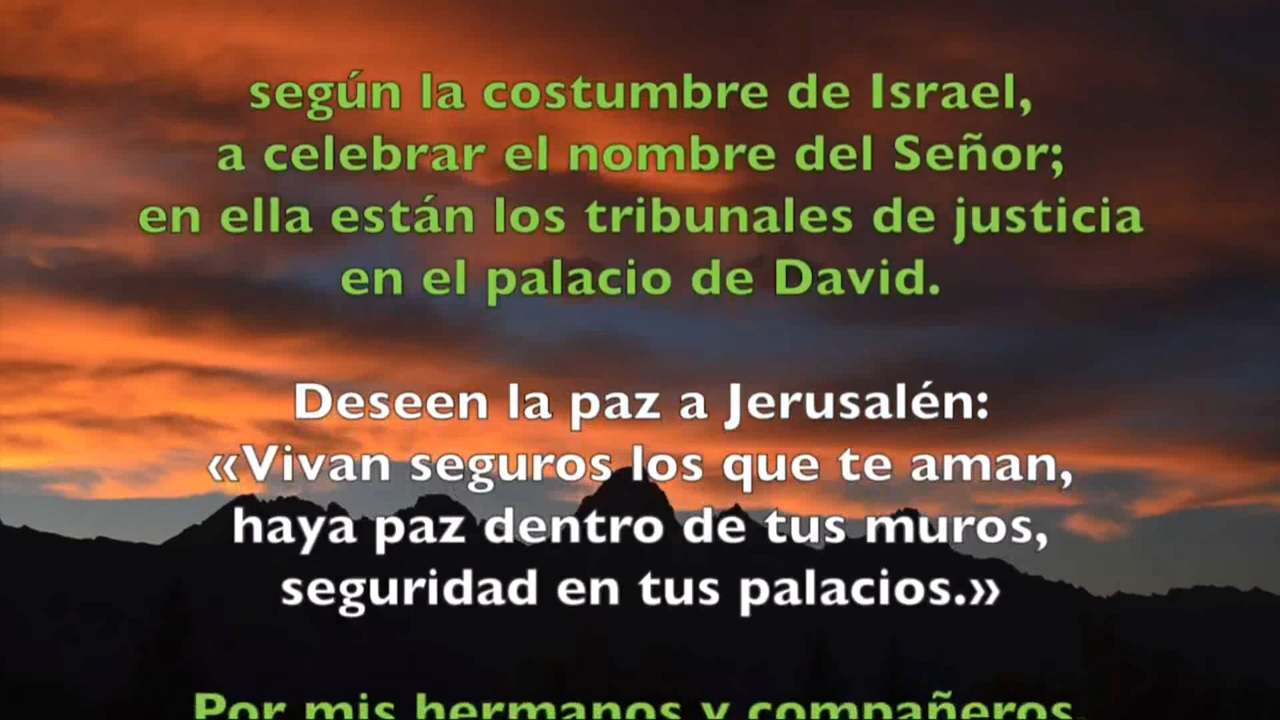 según la costumbre de Israel,
a celebrar el nombre del Señor;
en ella están los tribunales de justicia
en el palacio de David.
Deseen la paz a Jerusalén:
«Vivan seguros los que te aman,
haya paz dentro de tus muros,
seguridad en tus palacios.»
Por mis hermanos y compañeros,